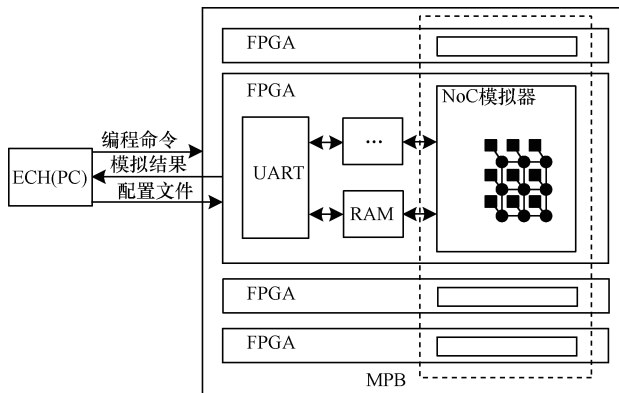 FPGA
FPGA
NoC模拟器
编程命令
模拟结果
配置文件
ECH(PC)
UART
...
RAM
FPGA
FPGA
MPB